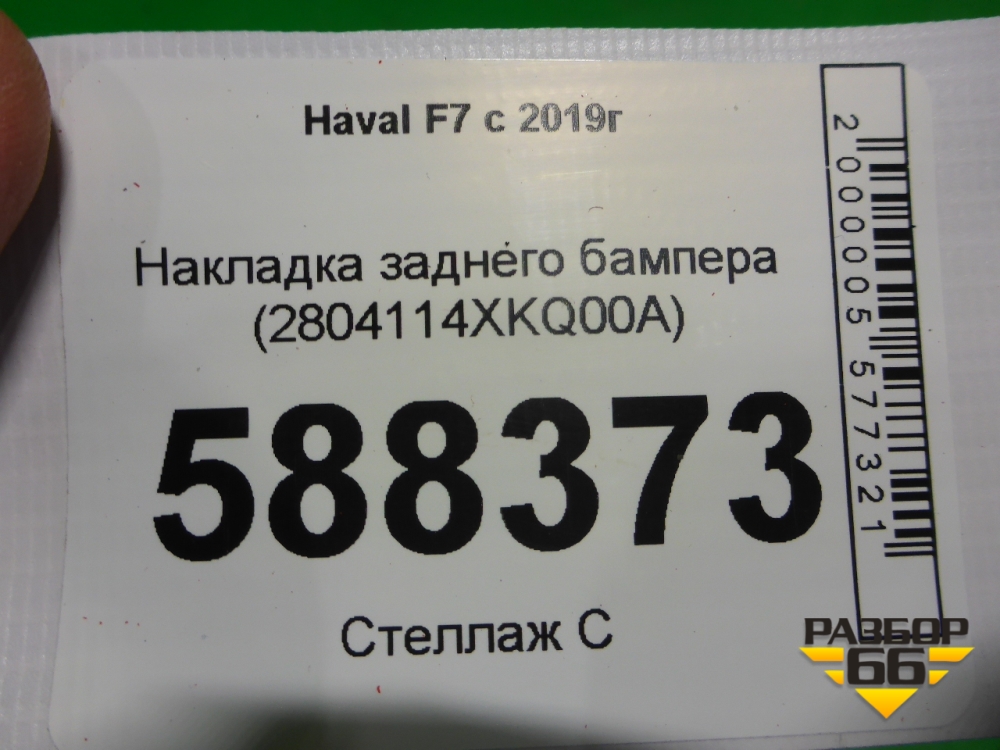 Haval F7 с 2019г
Накладка заднего бампера
(2804114XKQ00A)
588373
Стеллаж С
2000005577321
РАЗБОР
66